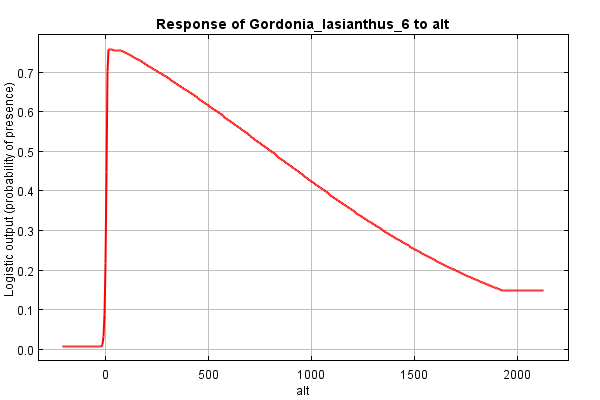 Response of Gordonia_lasianthus_6 to alt
Logistic output (probability of presence)
0.7
0.6
0.5
0.4
0.3
0.2
0.1
0.0
0 500 1000 1500 2000
alt